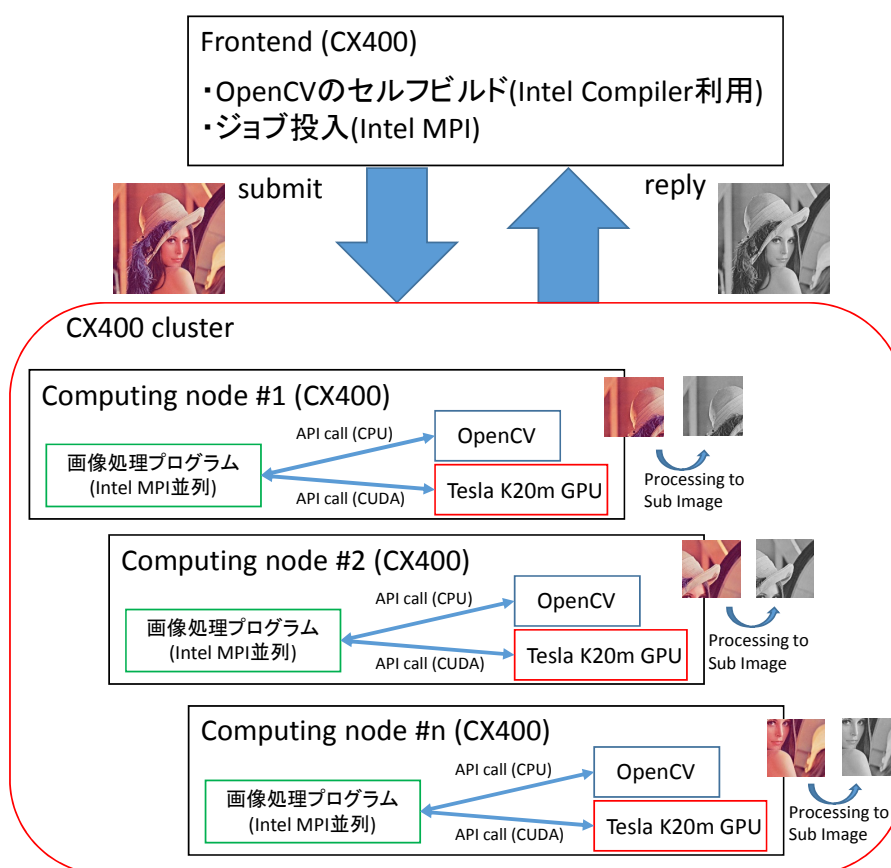 Frontend (CX400)
・OpenCVのセルフビルド(Intel Compiler利用)
・ジョブ投入(Intel MPI)
submit
reply
CX400 cluster
Computing node #1 (CX400)
画像処理プログラム
(Intel MPI並列)
API call (CPU)
API call (CUDA)
OpenCV
Tesla K20m GPU
Processing to
Sub Image
Computing node #2 (CX400)
画像処理プログラム
(Intel MPI並列)
API call (CPU)
API call (CUDA)
OpenCV
Tesla K20m GPU
Processing to
Sub Image
Computing node #n (CX400)
画像処理プログラム
(Intel MPI並列)
API call (CPU)
API call (CUDA)
OpenCV
Tesla K20m GPU
Processing to
Sub Image